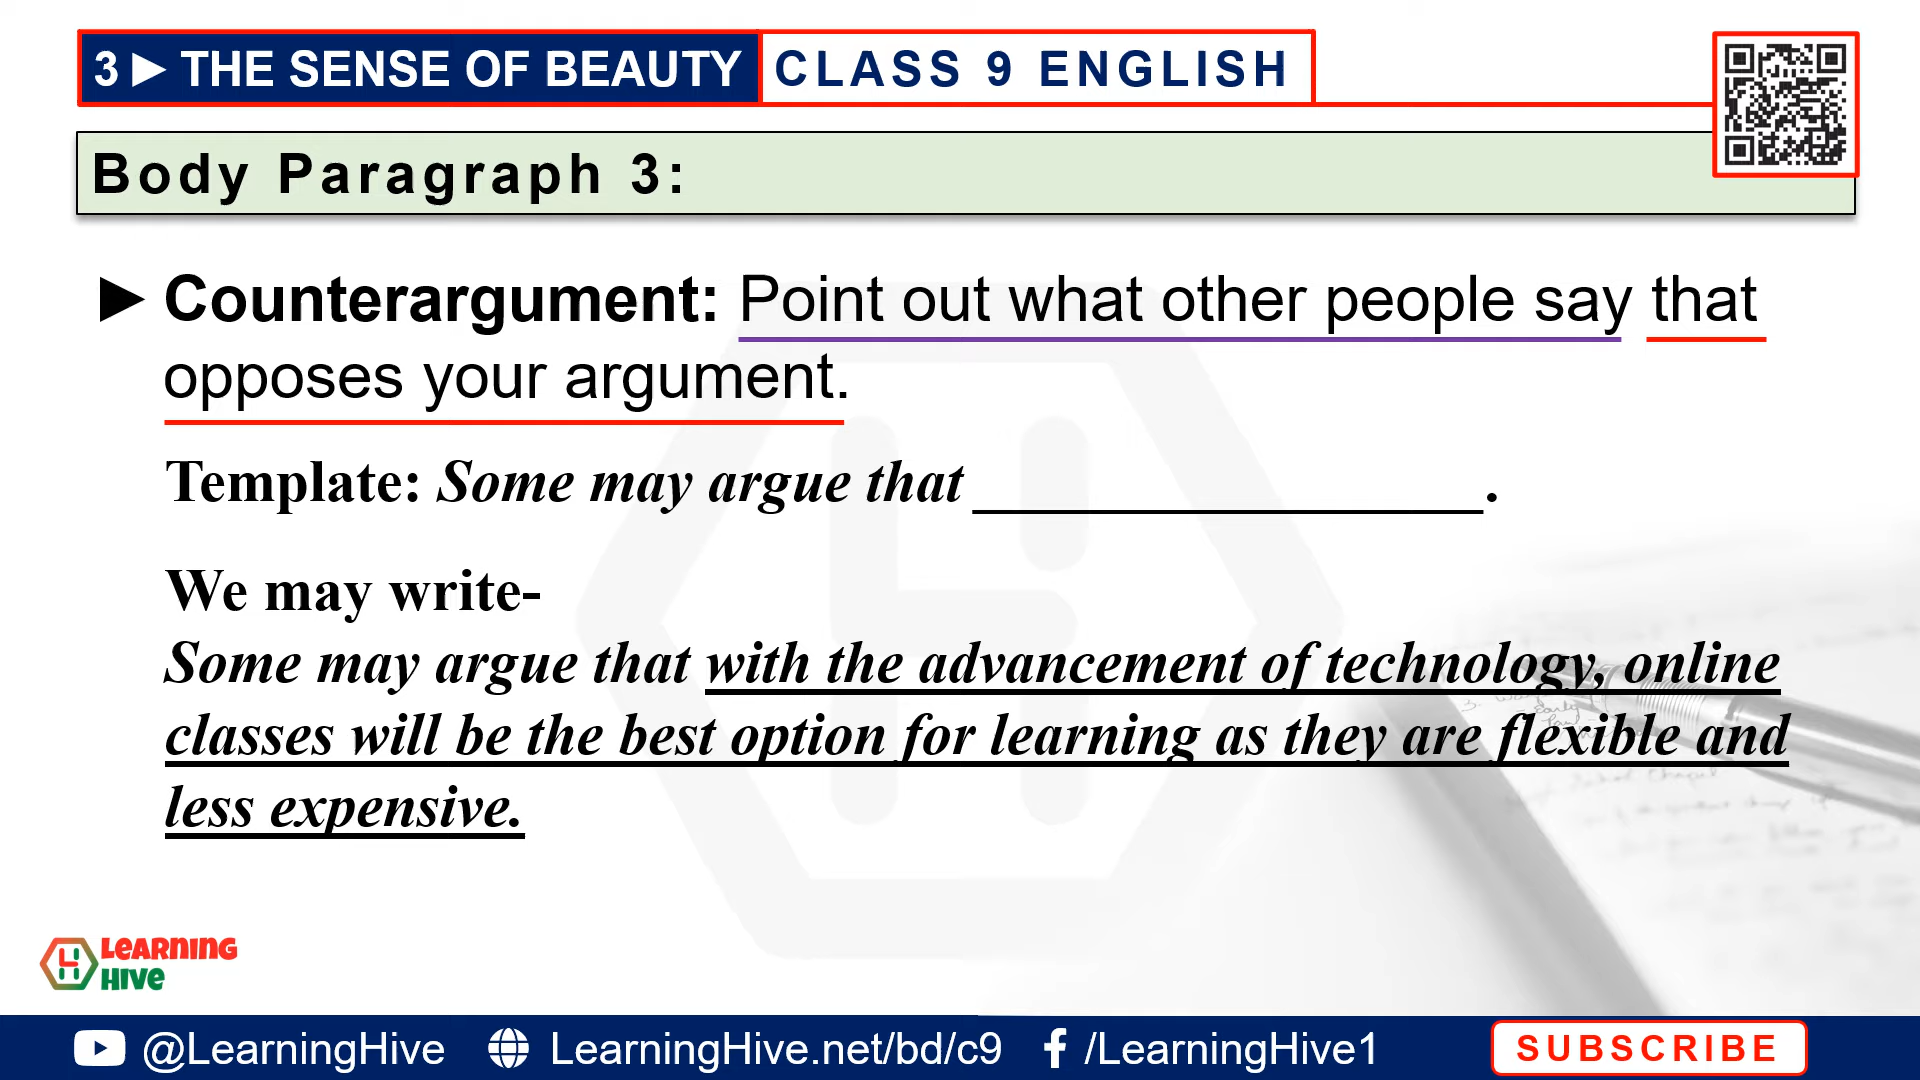 3 ► THE SENSE OF BEAUTY CLASS 9 ENGLISH
Body Paragraph 3:
► Counterargument: Point out what other people say that
opposes your argument.
Template: Some may argue that _________________.
We may write-
Some may argue that with the advancement of technology, online
classes will be the best option for learning as they are flexible and
less expensive.
LEARNING
HIVE
@LearningHive LearningHive.net/bd/c9 /LearningHive1 SUBSCRIBE